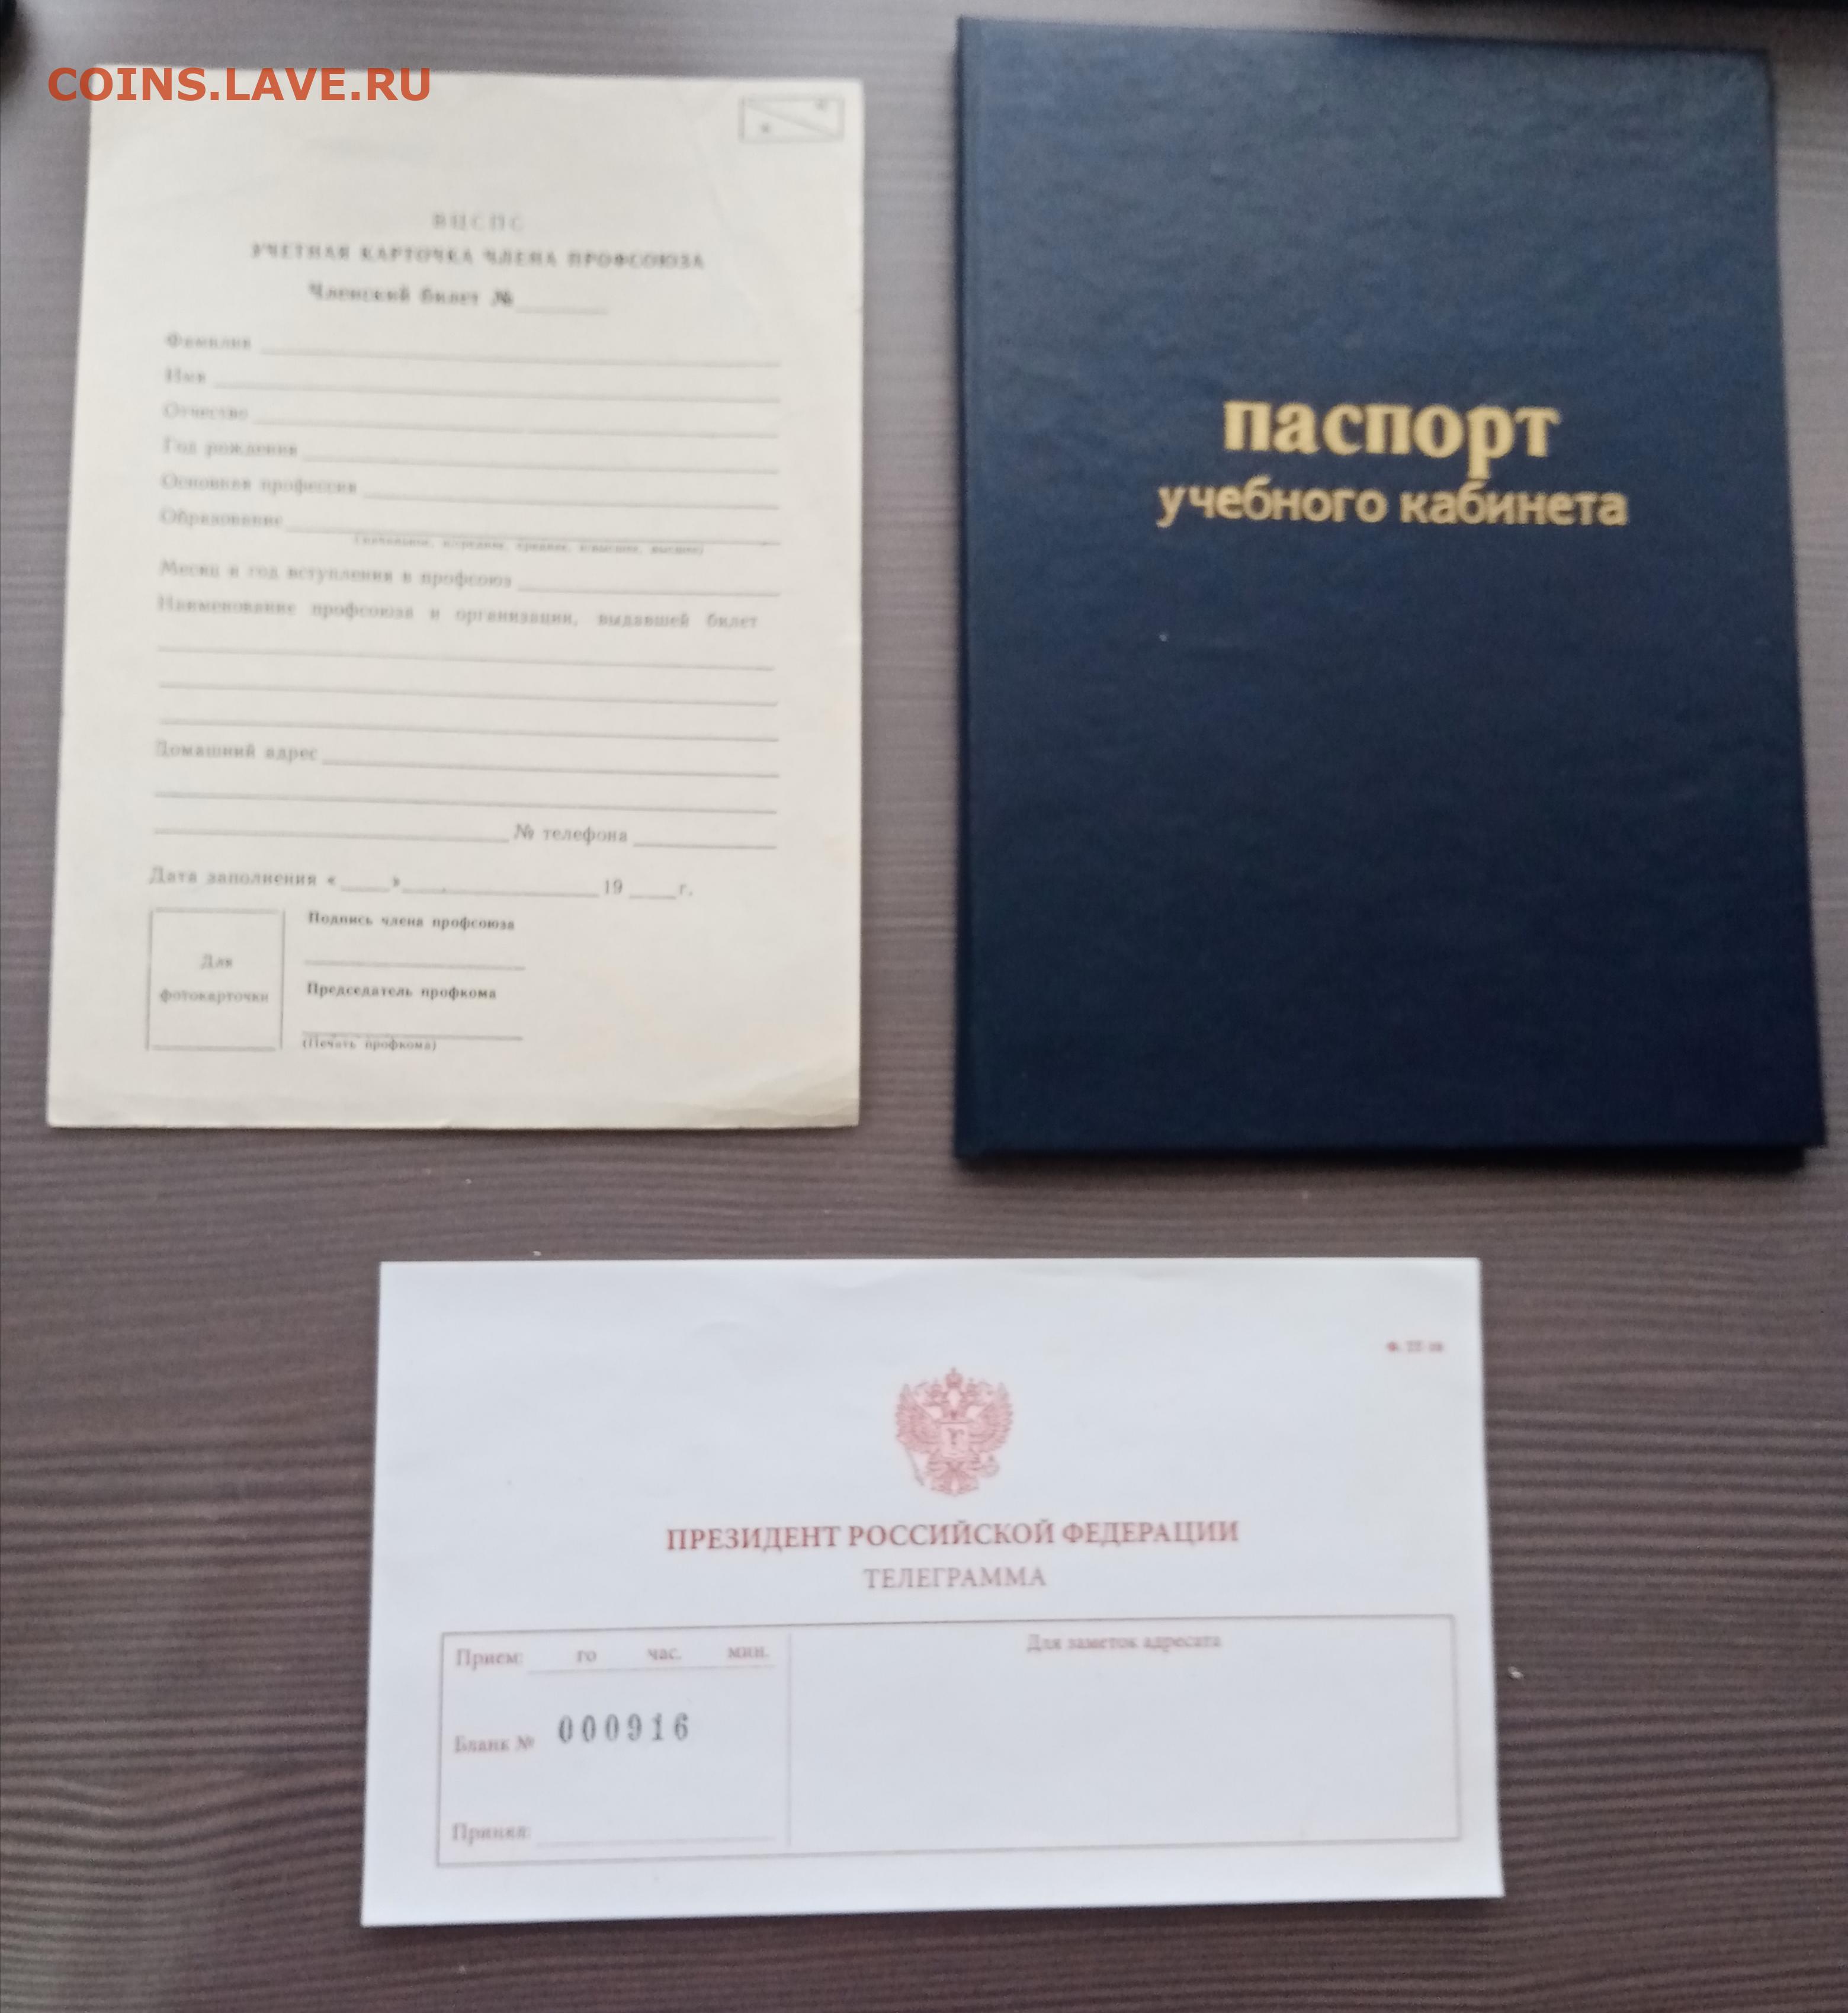 COINS.LAVE.RU
ВЦСПС
УЧЕТНАЯ КАРТОЧКА ЧЛЕНА ПРОФСОЮЗА
Членский билет №
Фамилия
Имя
Отчество
Год рождения
Основная профессия
Образование
Месяц и год вступления в профсоюз
Наименование профсоюза и организации, выдавшей билет
Домашний адрес
№ телефона
Дата заполнения « » 19 г.
Подпись члена профсоюза
Для
фотокарточки
Председатель профкома
(Печать профкома)
паспорт
учебного кабинета
ПРЕЗИДЕНТ РОССИЙСКОЙ ФЕДЕРАЦИИ
ТЕЛЕГРАММА
Прием: го час. мин.
Для заметок адресата
Бланк № 000916
Принял: